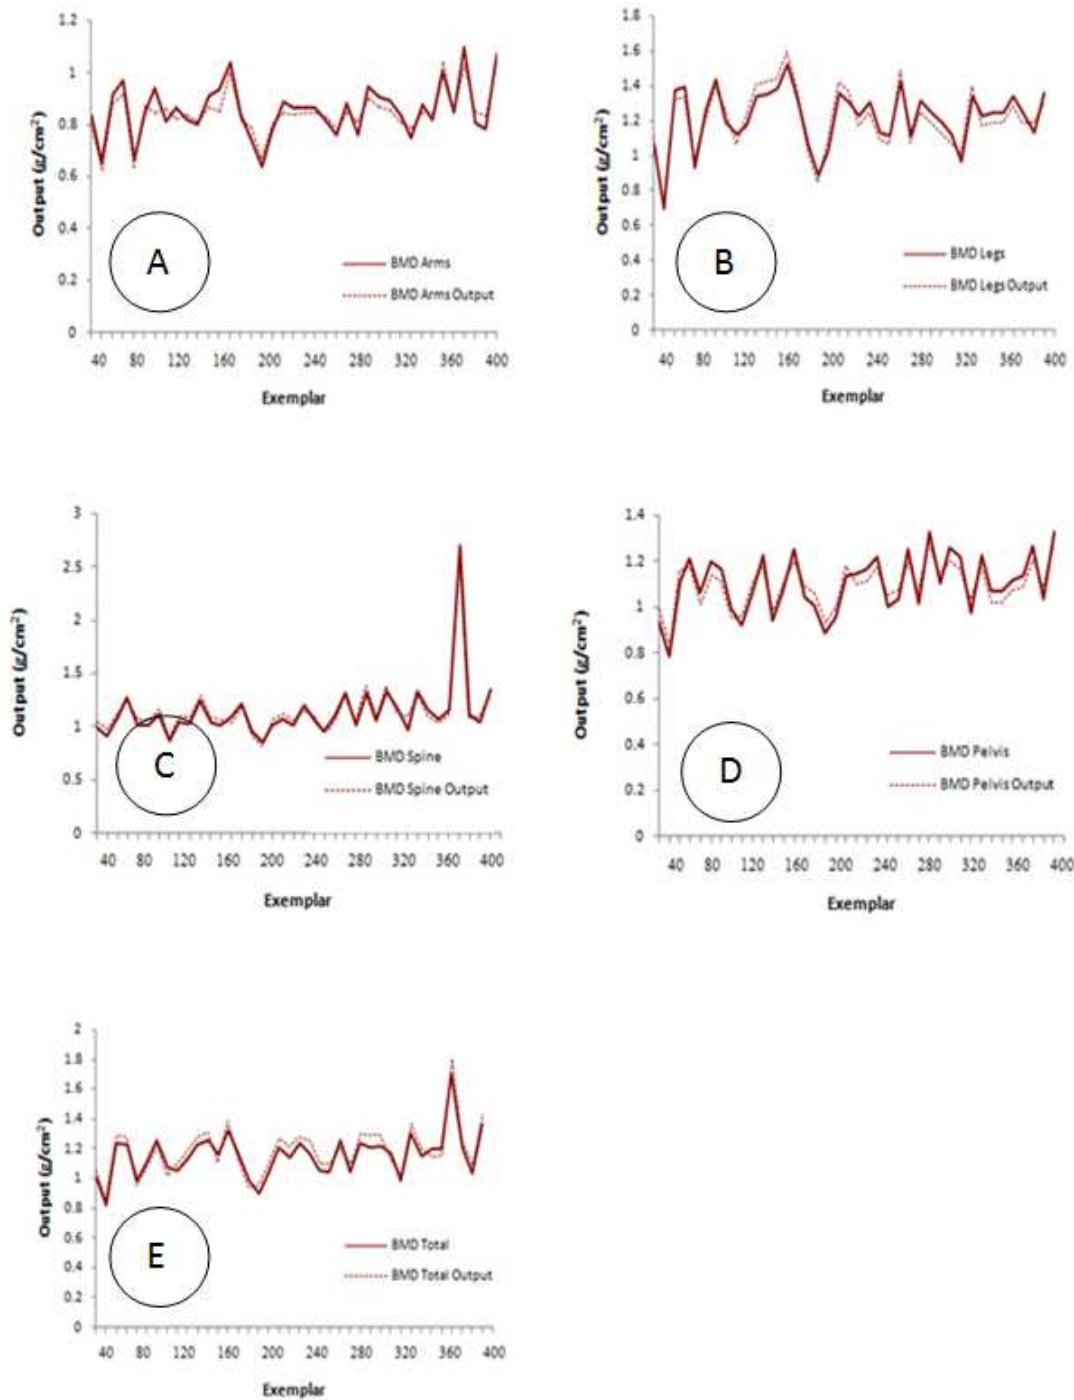 1.2
1
0.8
0.6
0.4
0.2
0
Output (g/cm²)
A
BMD Arms
BMD Arms Output
40 80 120 160 200 240 280 320 360 400
Exemplar
1.8
1.6
1.4
1.2
1
0.8
0.6
0.4
0.2
0
Output (g/cm²)
B
BMD Legs
BMD Legs Output
40 80 120 160 200 240 280 320 360 400
Exemplar
3
2.5
2
1.5
1
0.5
0
Output (g/cm²)
C
BMD Spine
BMD Spine Output
40 80 120 160 200 240 280 320 360 400
Exemplar
1.4
1.2
1
0.8
0.6
0.4
0.2
0
Output (g/cm²)
D
BMD Pelvis
BMD Pelvis Output
40 80 120 160 200 240 280 320 360 400
Exemplar
2
1.8
1.6
1.4
1.2
1
0.8
0.6
0.4
0.2
0
Output (g/cm²)
E
BMD Total
BMD Total Output
40 80 120 160 200 240 280 320 360 400
Exemplar